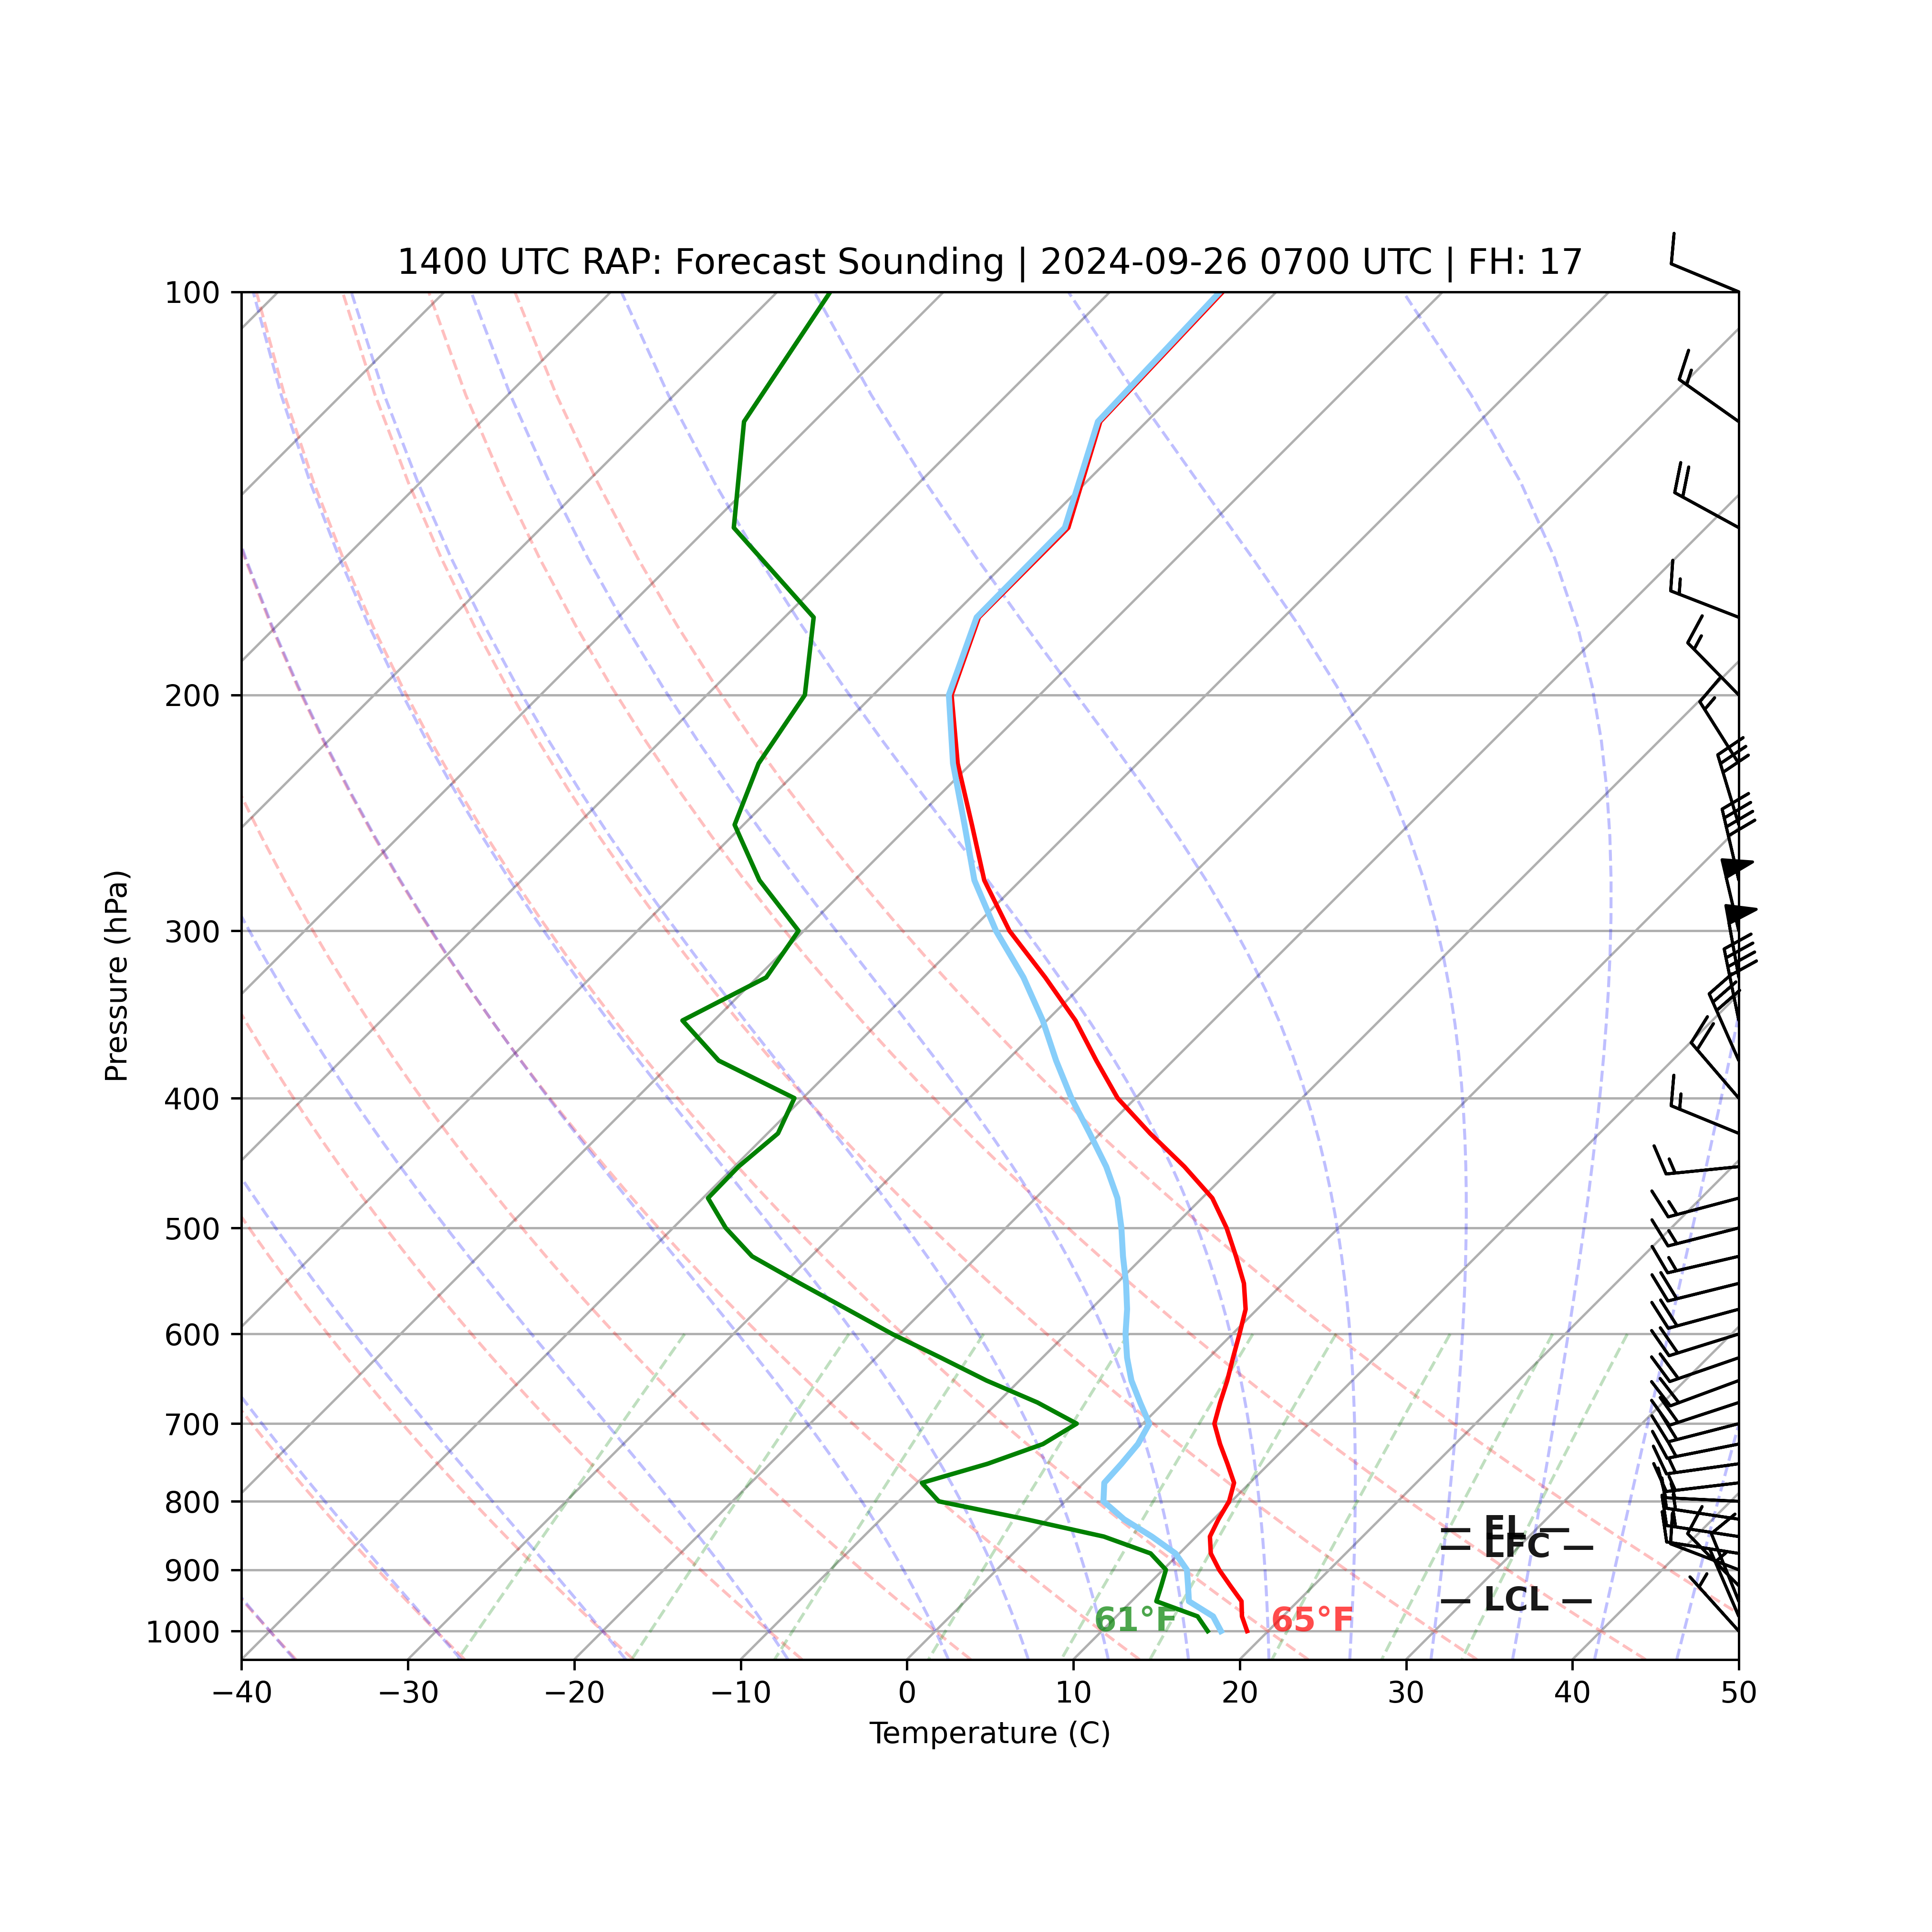 1400 UTC RAP: Forecast Sounding | 2024-09-26 0700 UTC | FH: 17
100
200
300
400
500
600
700
800
900
1000
Pressure (hPa)
— EL —
— LFC —
— LCL —
61°F
65°F
−40 −30 −20 −10 0 10 20 30 40 50
Temperature (C)